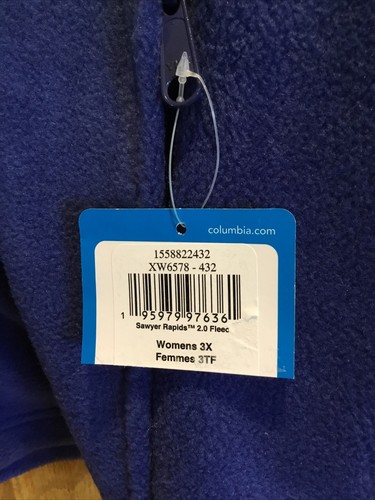 columbia.com
1558822432
XW6578 - 432
1 95979 97636
Sawyer Rapids™ 2.0 Fleec
Womens 3X
Femmes 3TF